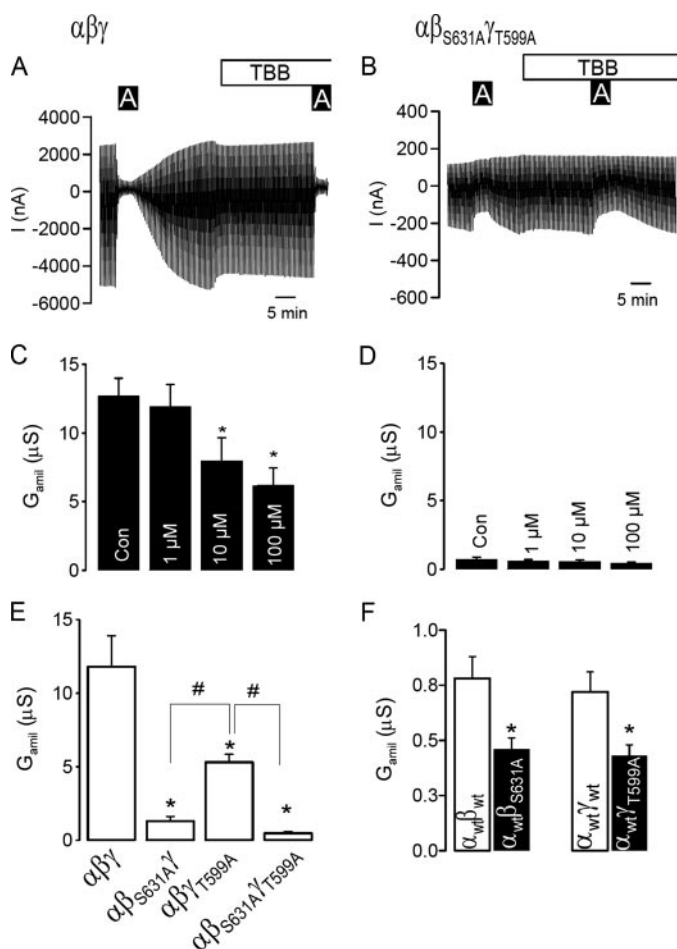 αβγ
αβS631AγT599A
A
TBB
A
A
4000
2000
0
-2000
-4000
-6000
I (nA)
5 min
B
TBB
A
A
400
200
0
-200
-400
-600
I (nA)
5 min
C
15
10
5
0
Gamil (μS)
Con
1 μM
10 μM
100 μM
*
*
D
15
10
5
0
Gamil (μS)
Con
1 μM
10 μM
100 μM
E
15
10
5
0
Gamil (μS)
#
#
*
*
*
αβγ
αβS631Aγ
αβγT599A
αβS631AγT599A
F
1.0
0.8
0.5
0.3
0.0
Gamil (μS)
*
*
αwtβwt
αwtβS631A
αwtγwt
αwtγT599A